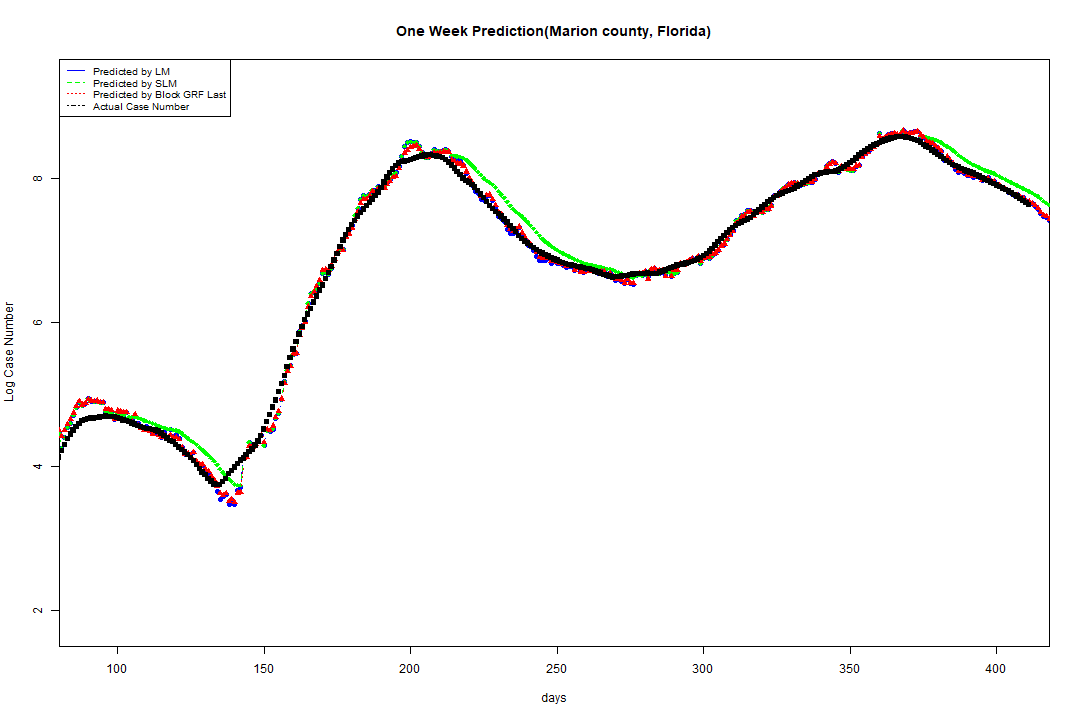 One Week Prediction(Marion county, Florida)
Predicted by LM
Predicted by SLM
Predicted by Block GRF Last
Actual Case Number
Log Case Number
8
6
4
2
100 150 200 250 300 350 400
days